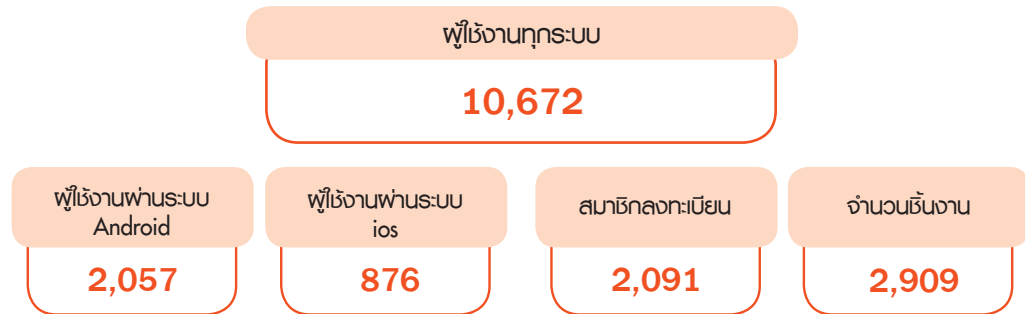 ผู้ใช้งานทุกระบบ
10,672
ผู้ใช้งานผ่านระบบ
Android
2,057
ผู้ใช้งานผ่านระบบ
ios
876
สมาชิกลงทะเบียน
2,091
จำนวนชิ้นงาน
2,909